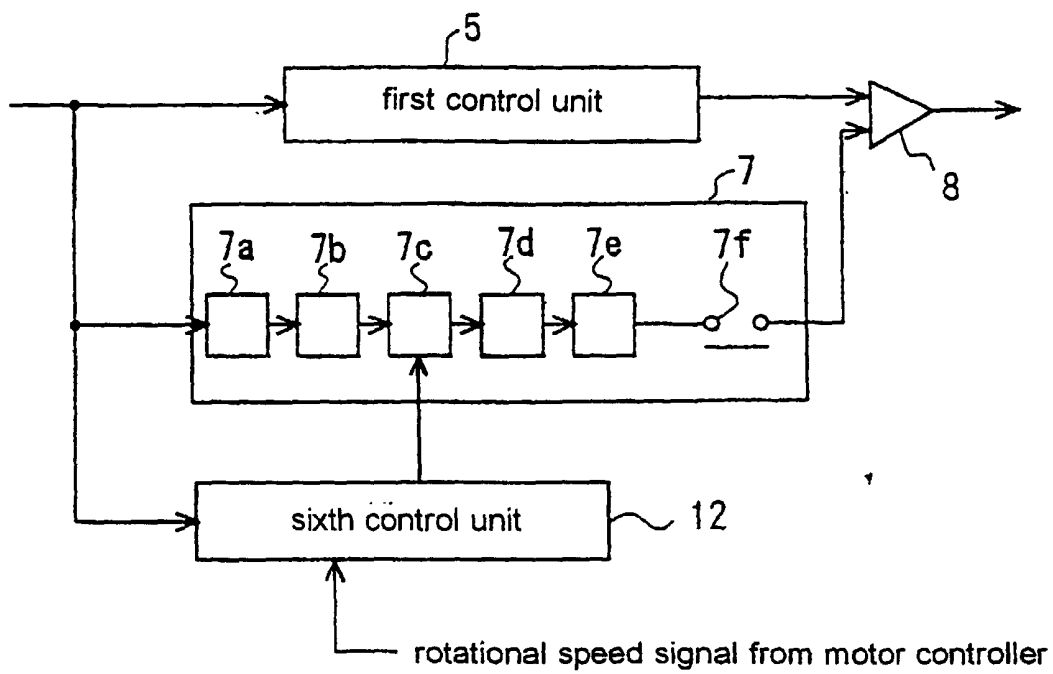 5
first control unit
8
7
7a 7b 7c 7d 7e 7f
sixth control unit
12
rotational speed signal from motor controller